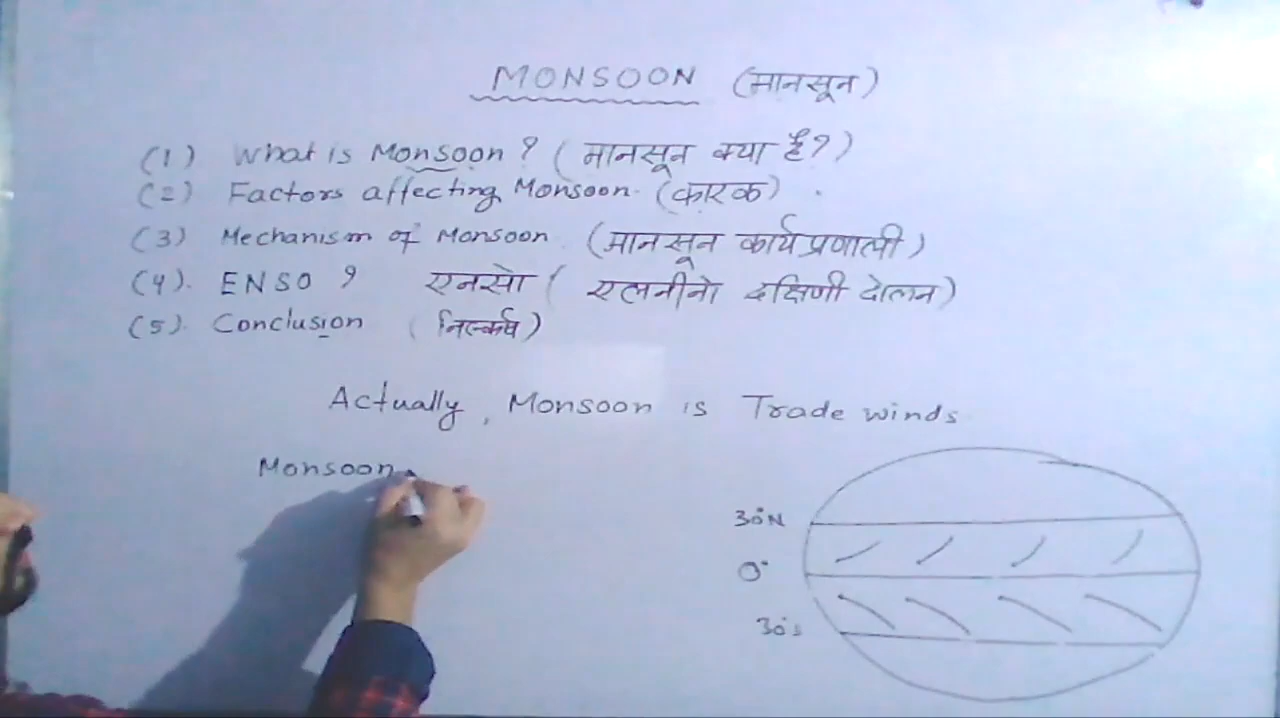 MONSOON (मानसून)
(1) What is Monsoon ? ( मानसून क्या है?)
(2) Factors affecting Monsoon. (कारक)
(3) Mechanism of Monsoon (मानसून कार्यप्रणाली)
(4). ENSO ? एनसो ( एलनीनो दक्षिणी दोलन)
(5). Conclusion (निष्कर्ष)
Actually, Monsoon is Trade winds
Monsoon
30°N
0°
30°S